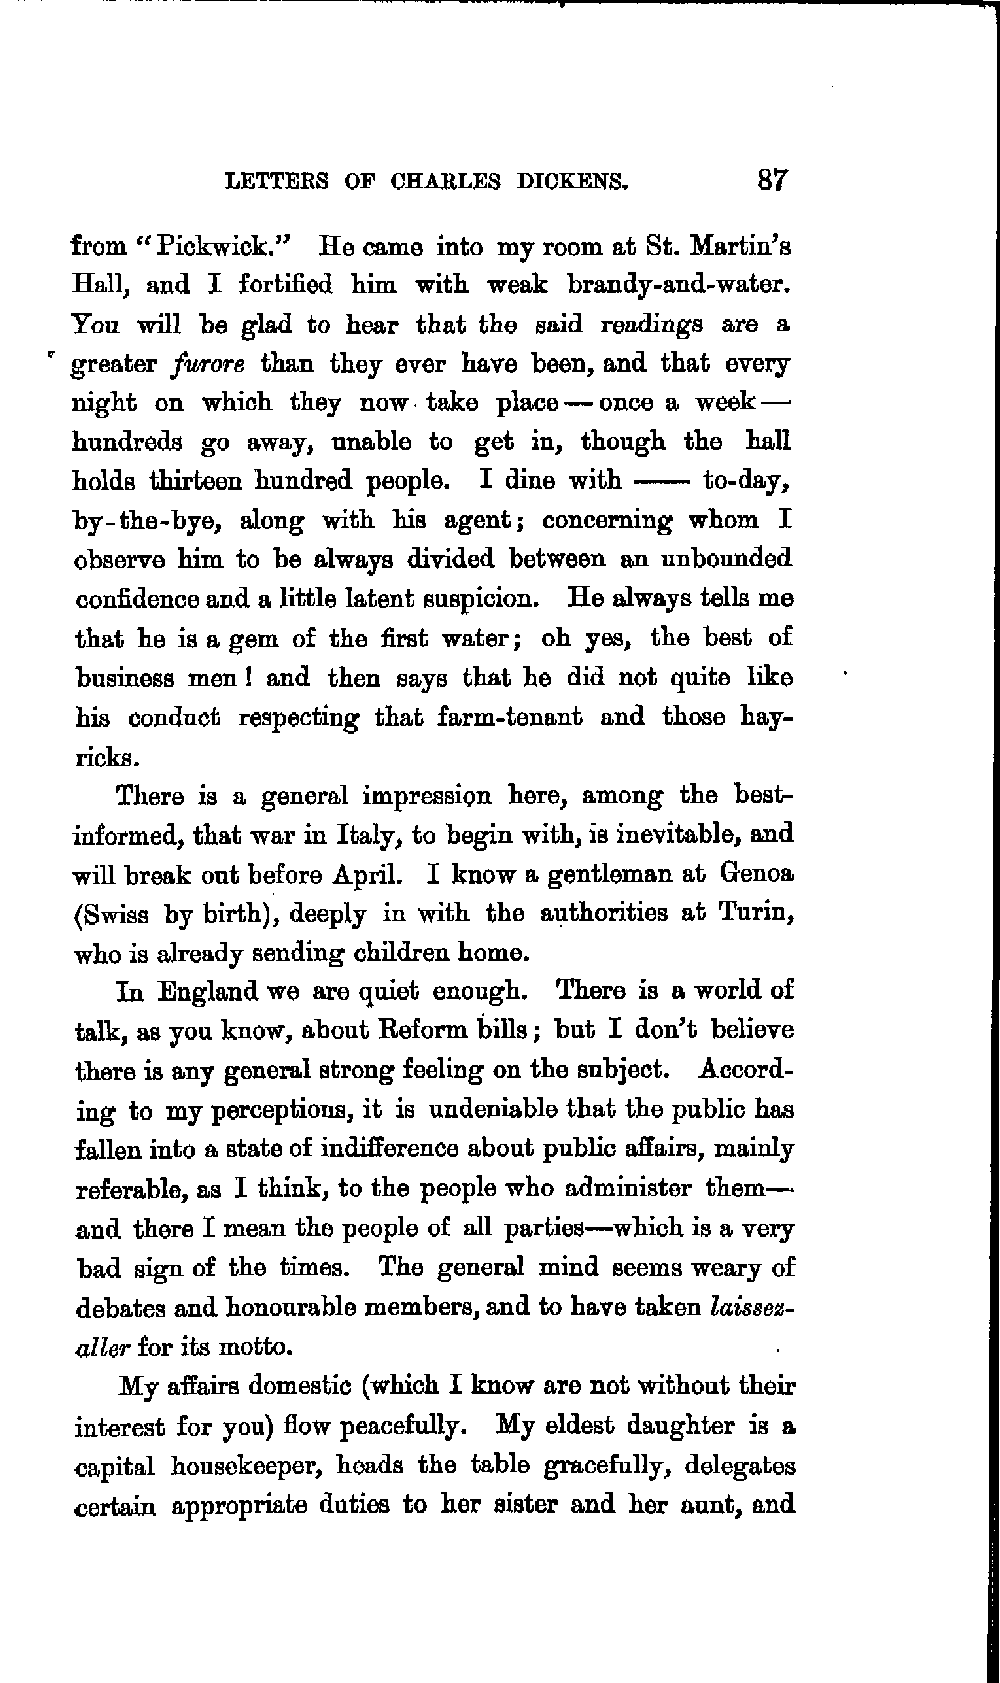 LETTERS OF CHARLES DICKENS. 87
from “Pickwick.” He came into my room at St. Martin’s
Hall, and I fortified him with weak brandy-and-water.
You will be glad to hear that the said readings are a
greater furore than they ever have been, and that every
night on which they now take place — once a week —
hundreds go away, unable to get in, though the hall
holds thirteen hundred people. I dine with —— to-day,
by-the-bye, along with his agent; concerning whom I
observe him to be always divided between an unbounded
confidence and a little latent suspicion. He always tells me
that he is a gem of the first water; oh yes, the best of
business men! and then says that he did not quite like
his conduct respecting that farm-tenant and those hay-
ricks.
There is a general impression here, among the best-
informed, that war in Italy, to begin with, is inevitable, and
will break out before April. I know a gentleman at Genoa
(Swiss by birth), deeply in with the authorities at Turin,
who is already sending children home.
In England we are quiet enough. There is a world of
talk, as you know, about Reform bills; but I don’t believe
there is any general strong feeling on the subject. Accord-
ing to my perceptions, it is undeniable that the public has
fallen into a state of indifference about public affairs, mainly
referable, as I think, to the people who administer them—
and there I mean the people of all parties—which is a very
bad sign of the times. The general mind seems weary of
debates and honourable members, and to have taken laissez-
aller for its motto.
My affairs domestic (which I know are not without their
interest for you) flow peacefully. My eldest daughter is a
capital housekeeper, heads the table gracefully, delegates
certain appropriate duties to her sister and her aunt, and